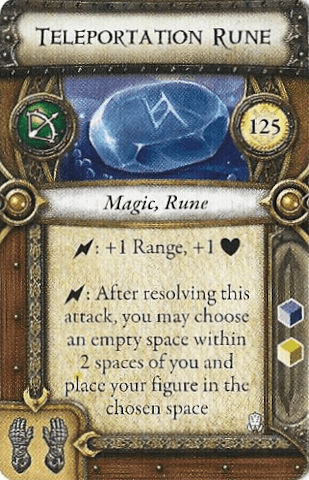 Teleportation Rune
125
Magic, Rune
: +1 Range, +1
: After resolving this
attack, you may choose
an empty space within
2 spaces of you and
place your figure in the
chosen space